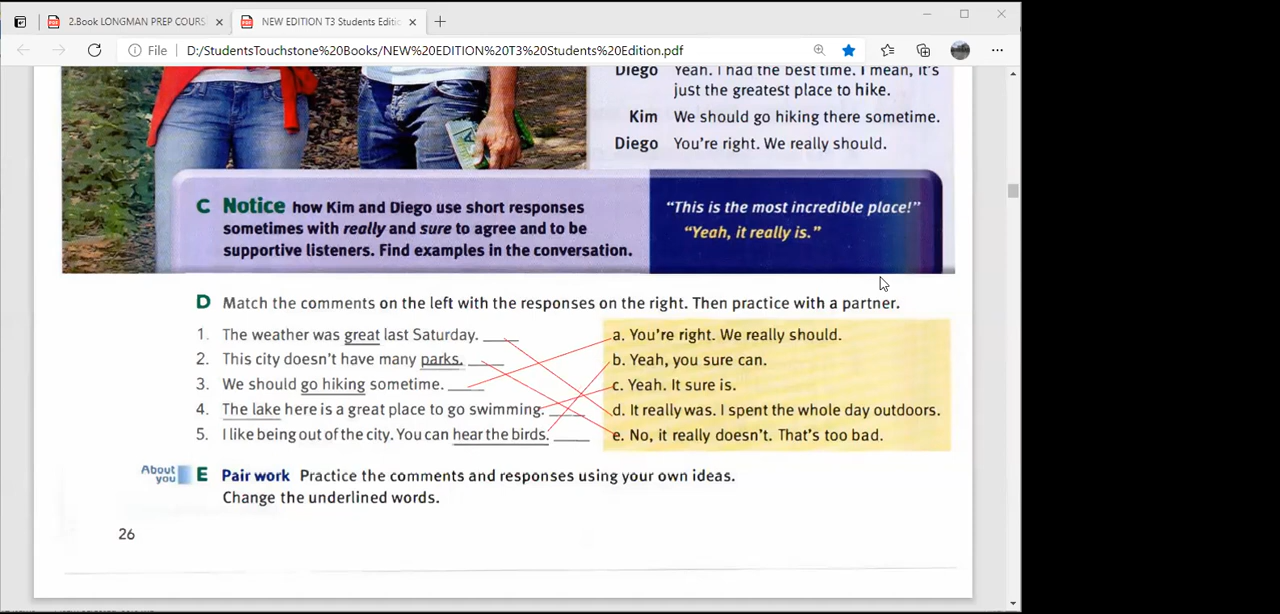 2.Book LONGMAN PREP COURS
NEW EDITION T3 Students Editi
File D:/StudentsTouchstone%20Books/NEW%20EDITION%20T3%20Students%20Edition.pdf
Diego Yeah. I had the best time. I mean, it's
just the greatest place to hike.
Kim We should go hiking there sometime.
Diego You're right. We really should.
C Notice how Kim and Diego use short responses
sometimes with really and sure to agree and to be
supportive listeners. Find examples in the conversation.
"This is the most incredible place!"
"Yeah, it really is."
D Match the comments on the left with the responses on the right. Then practice with a partner.
1. The weather was great last Saturday. ____
2. This city doesn't have many parks. ____
3. We should go hiking sometime. ____
4. The lake here is a great place to go swimming. ____
5. I like being out of the city. You can hear the birds. ____
a. You're right. We really should.
b. Yeah, you sure can.
c. Yeah. It sure is.
d. It really was. I spent the whole day outdoors.
e. No, it really doesn't. That's too bad.
About
you
E Pair work Practice the comments and responses using your own ideas.
Change the underlined words.
26